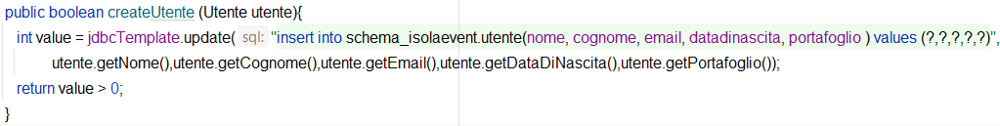 public boolean createUtente (Utente utente){
int value = jdbcTemplate.update( sql: "insert into schema_isolaevent.utente(nome, cognome, email, datadinascita, portafoglio ) values (?,?,?,?,?)",
utente.getNome(),utente.getCognome(),utente.getEmail(),utente.getDataDiNascita(),utente.getPortafoglio());
return value > 0;
}